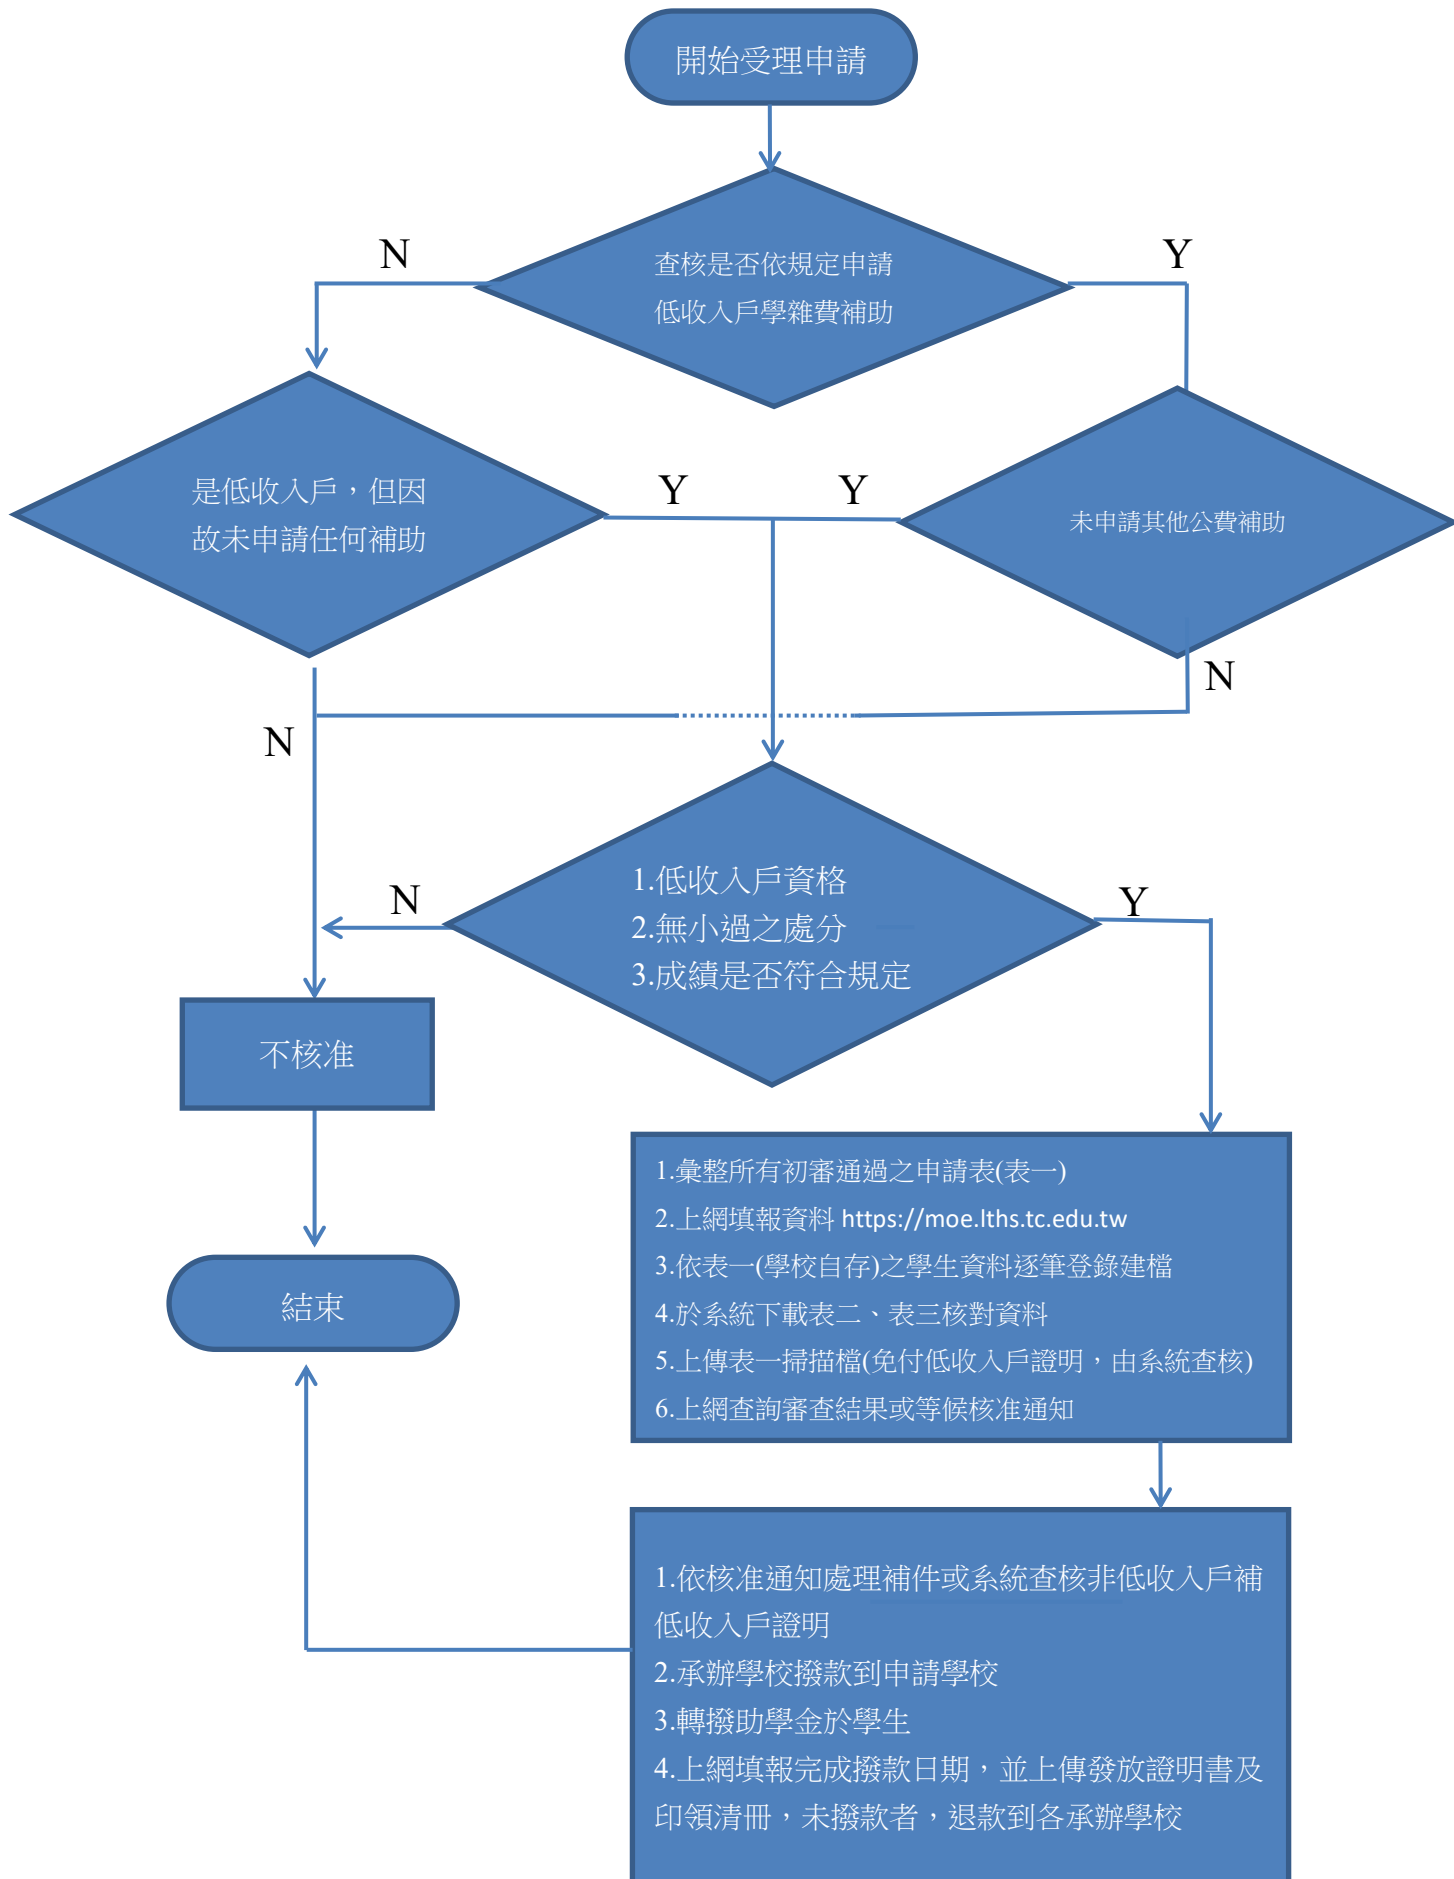 開始受理申請
N
Y
查核是否依規定申請
低收入戶學雜費補助
是低收入戶，但因
故未申請任何補助
Y
Y
未申請其他公費補助
N
N
1.低收入戶資格
2.無小過之處分
3.成績是否符合規定
N
Y
不核准
1.彙整所有初審通過之申請表(表一)
2.上網填報資料 https://moe.lths.tc.edu.tw
3.依表一(學校自存)之學生資料逐筆登錄建檔
4.於系統下載表二、表三核對資料
5.上傳表一掃描檔(免付低收入戶證明，由系統查核)
6.上網查詢審查結果或等候核准通知
結束
1.依核准通知處理補件或系統查核非低收入戶補
低收入戶證明
2.承辦學校撥款到申請學校
3.轉撥助學金於學生
4.上網填報完成撥款日期，並上傳發放證明書及
印領清冊，未撥款者，退款到各承辦學校